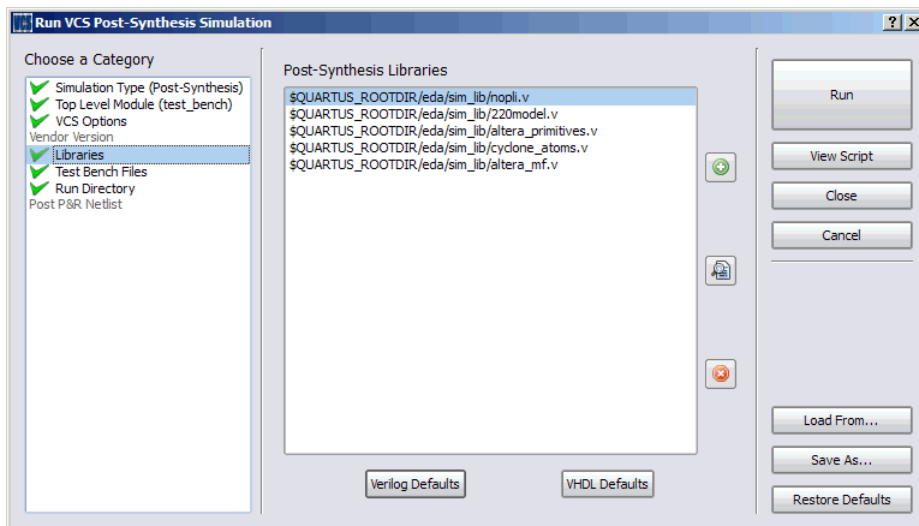 Run VCS Post-Synthesis Simulation
Choose a Category
Simulation Type (Post-Synthesis)
Top Level Module (test_bench)
VCS Options
Vendor Version
Libraries
Test Bench Files
Run Directory
Post P&R Netlist
Post-Synthesis Libraries
$QUARTUS_ROOTDIR/eda/sim_lib/nopli.v
$QUARTUS_ROOTDIR/eda/sim_lib/220model.v
$QUARTUS_ROOTDIR/eda/sim_lib/altera_primitives.v
$QUARTUS_ROOTDIR/eda/sim_lib/cyclone_atoms.v
$QUARTUS_ROOTDIR/eda/sim_lib/altera_mf.v
Verilog Defaults
VHDL Defaults
Run
View Script
Close
Cancel
Load From...
Save As...
Restore Defaults